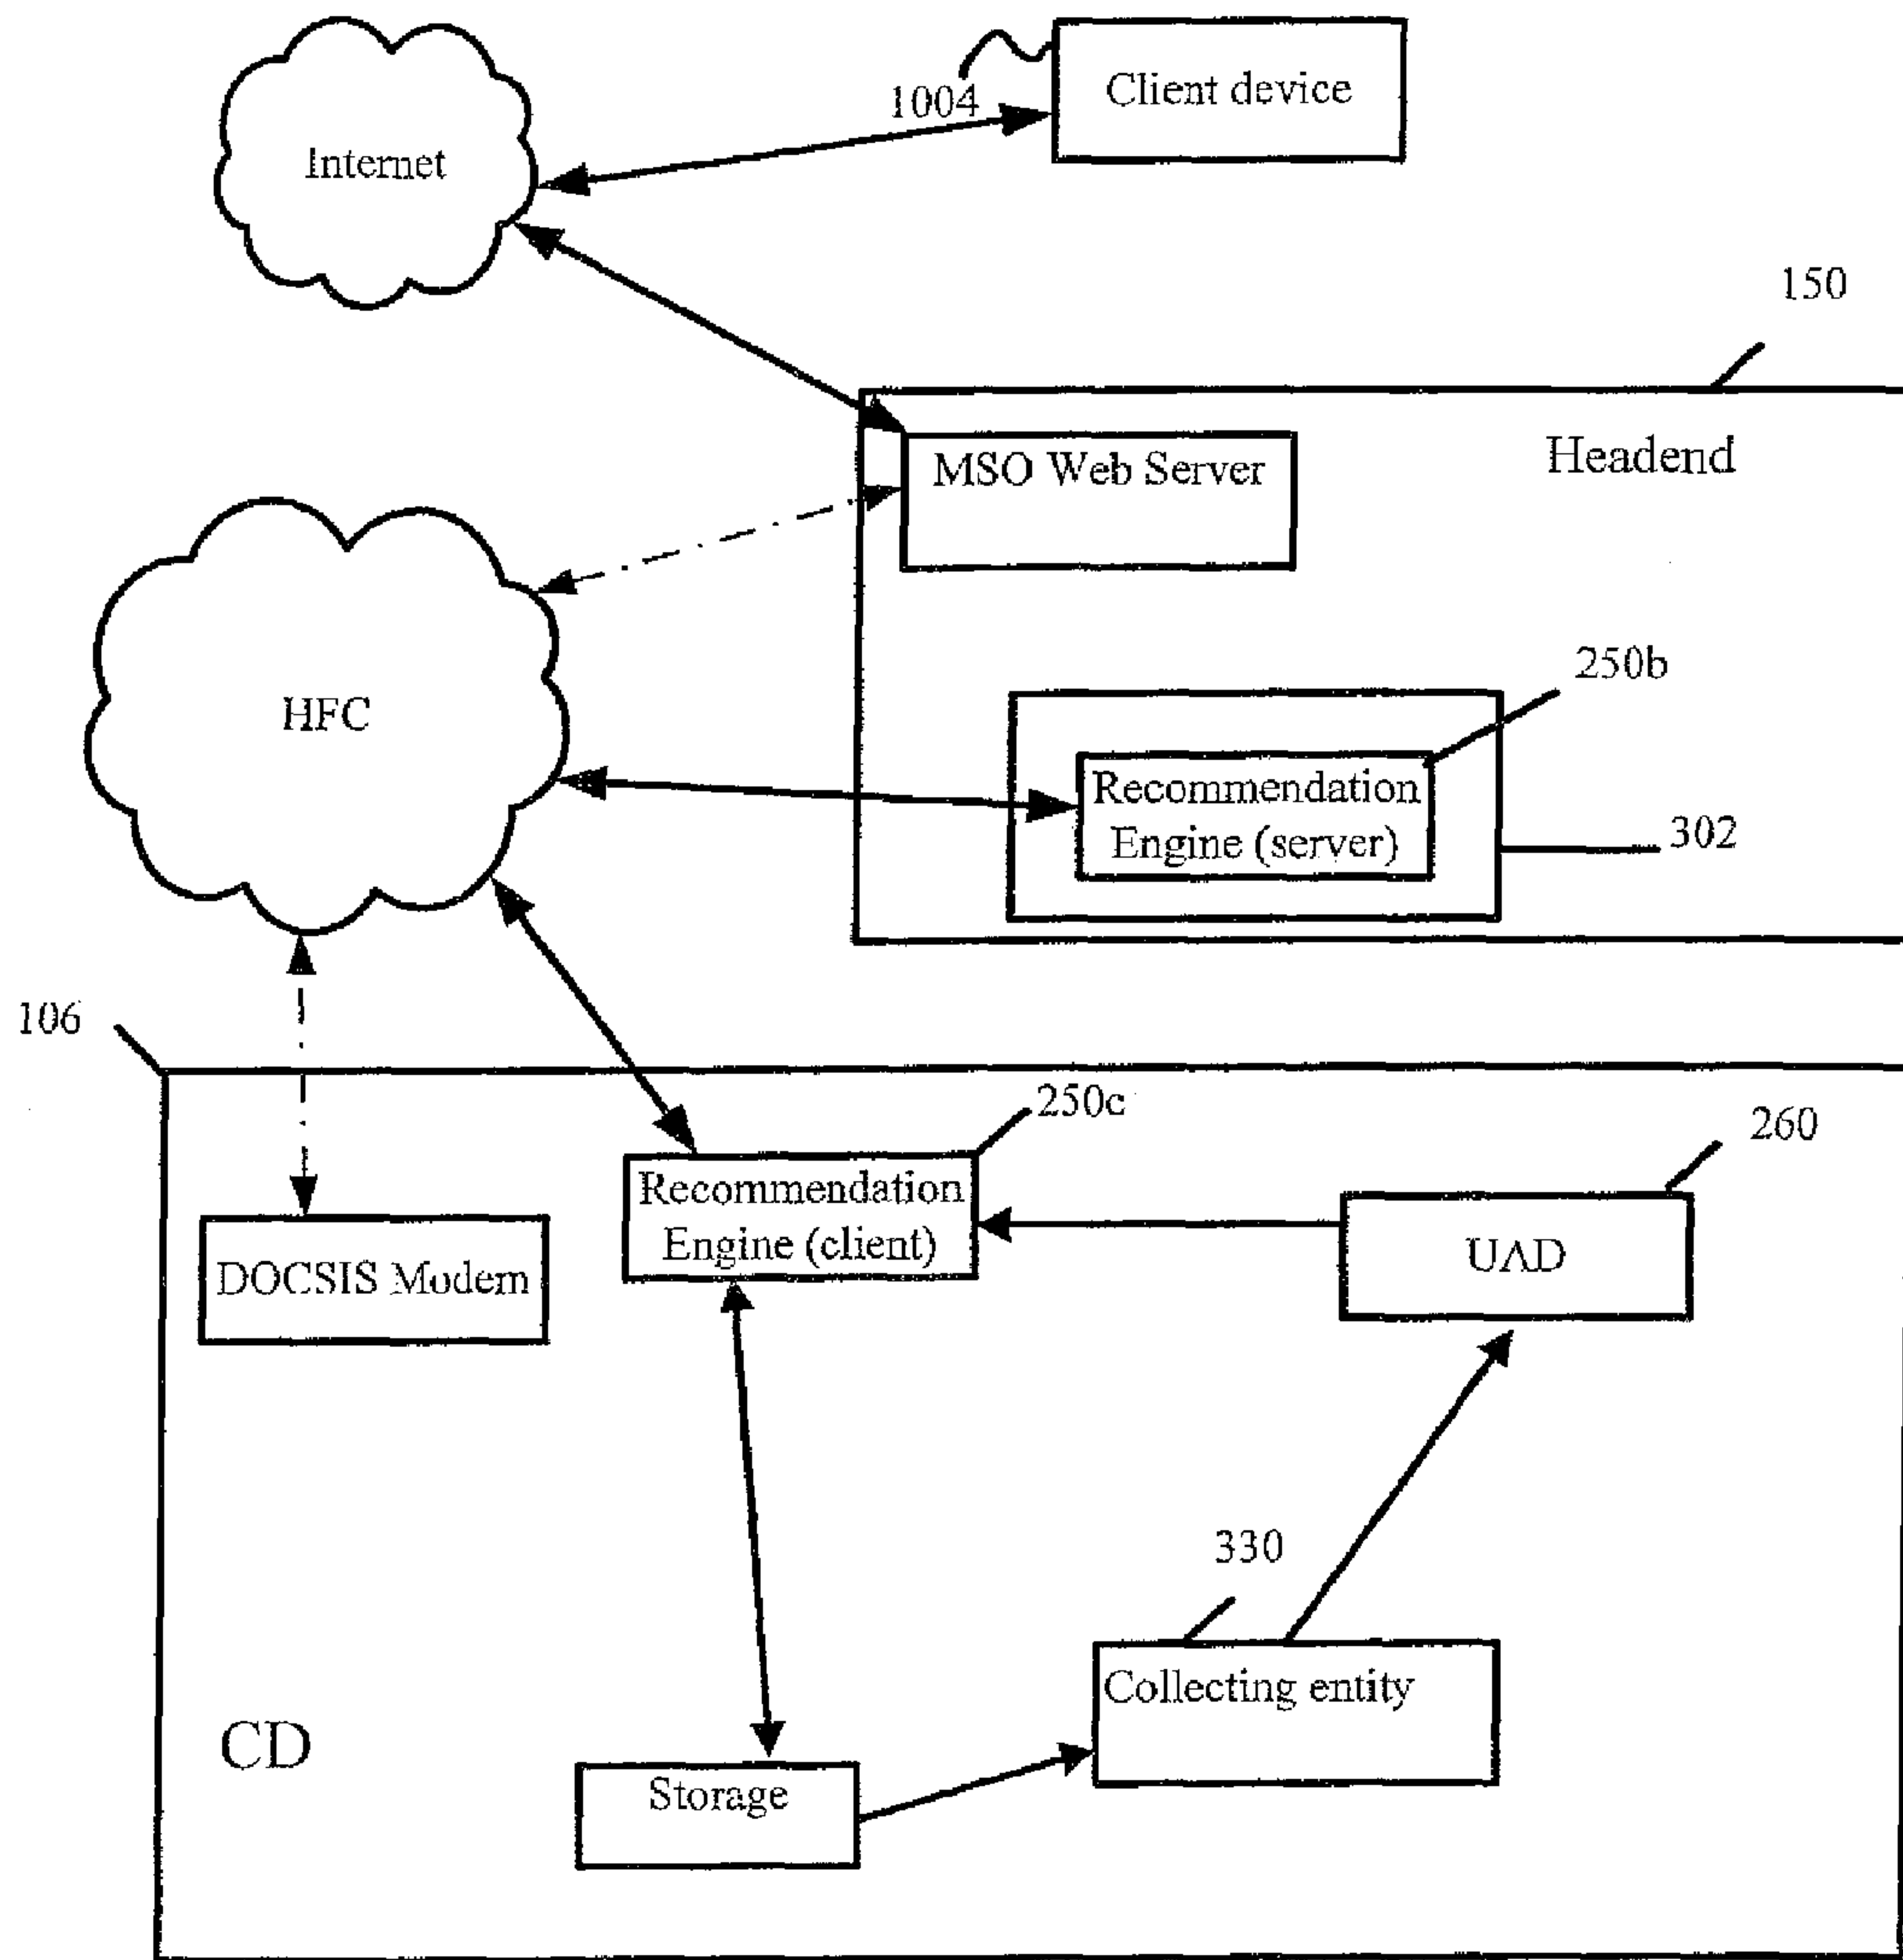 Client device
1004
Internet
150
MSO Web Server
Headend
250b
HFC
Recommendation
Engine (server)
302
106
250c
260
Recommendation
Engine (client)
UAD
DOCSIS Modem
330
Collecting entity
CD
Storage